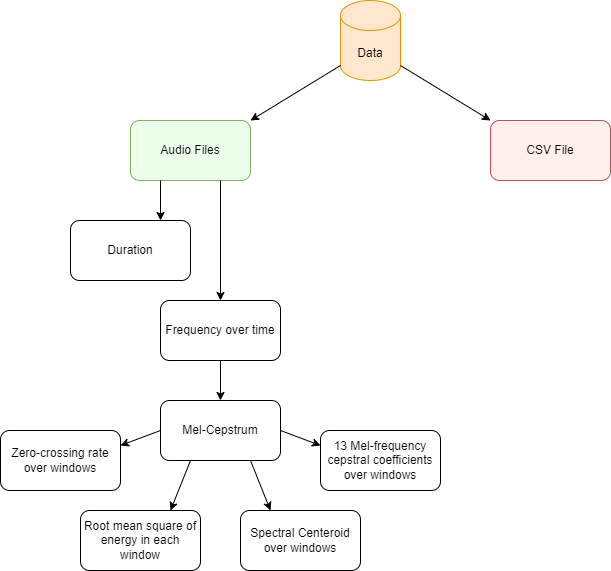 Data
Audio Files
CSV File
Duration
Frequency over time
Mel-Cepstrum
Zero-crossing rate
over windows
13 Mel-frequency
cepstral coefficients
over windows
Root mean square of
energy in each
window
Spectral Centeroid
over windows